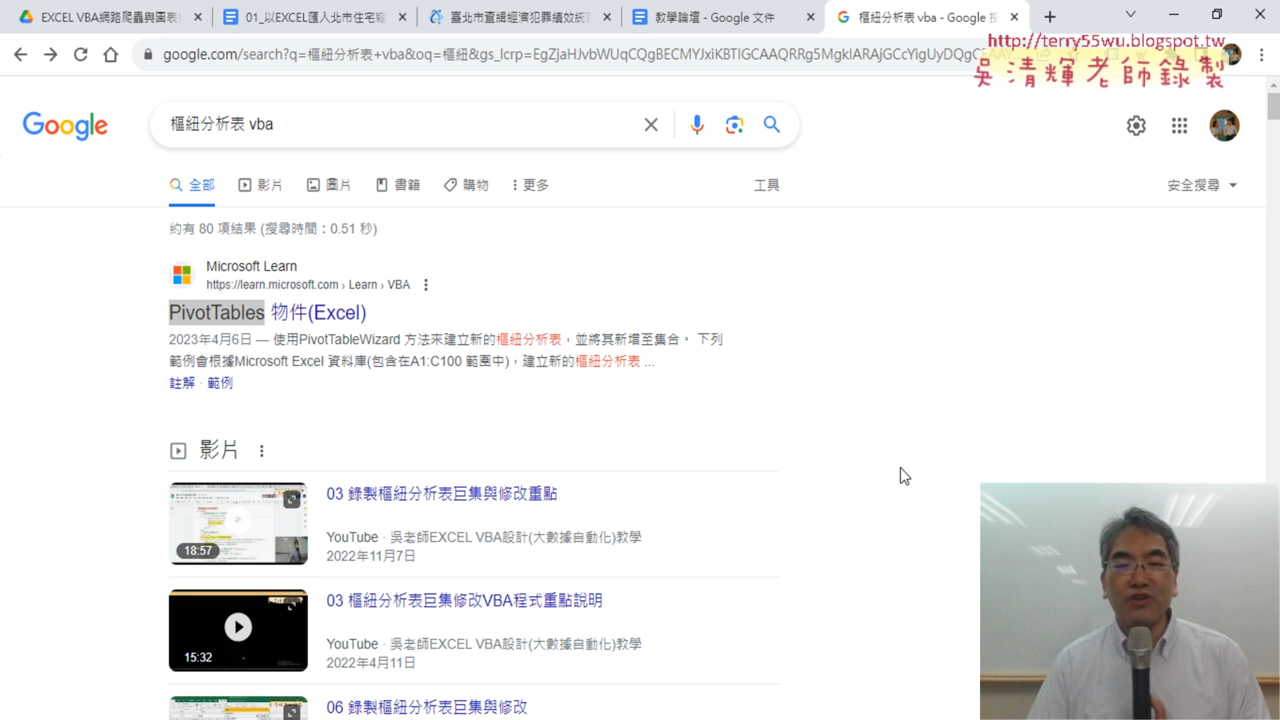 EXCEL VBA網路爬蟲與圖表
01_以EXCEL匯入北市住宅竊
臺北市查緝經濟犯罪績效統
教學論壇 - Google 文件
樞紐分析表 vba - Google 搜
google.com/search?q=樞紐分析表+vba&oq=樞紐&gs_lcrp=EgZjaHJvbWUqCQgBECMYJxiKBTIGCAAQRRg5MgkIARAjGCcYigUyDQgC
http://terry55wu.blogspot.tw
吳清輝老師錄製
Google
樞紐分析表 vba
全部
影片
圖片
書籍
購物
更多
工具
安全搜尋
約有 80 項結果 (搜尋時間：0.51 秒)
Microsoft Learn
https://learn.microsoft.com › Learn › VBA
PivotTables 物件(Excel)
2023年4月6日 — 使用PivotTableWizard 方法來建立新的樞紐分析表，並將其新增至集合。 下列
範例會根據Microsoft Excel 資料庫(包含在A1:C100 範圍中)，建立新的樞紐分析表 ...
註解 · 範例
影片
03 錄製樞紐分析表巨集與修改重點
YouTube · 吳老師EXCEL VBA設計(大數據自動化)教學
2022年11月7日
18:57
03 樞紐分析表巨集修改VBA程式重點說明
YouTube · 吳老師EXCEL VBA設計(大數據自動化)教學
2022年4月11日
15:32
06 錄製樞紐分析表巨集與修改